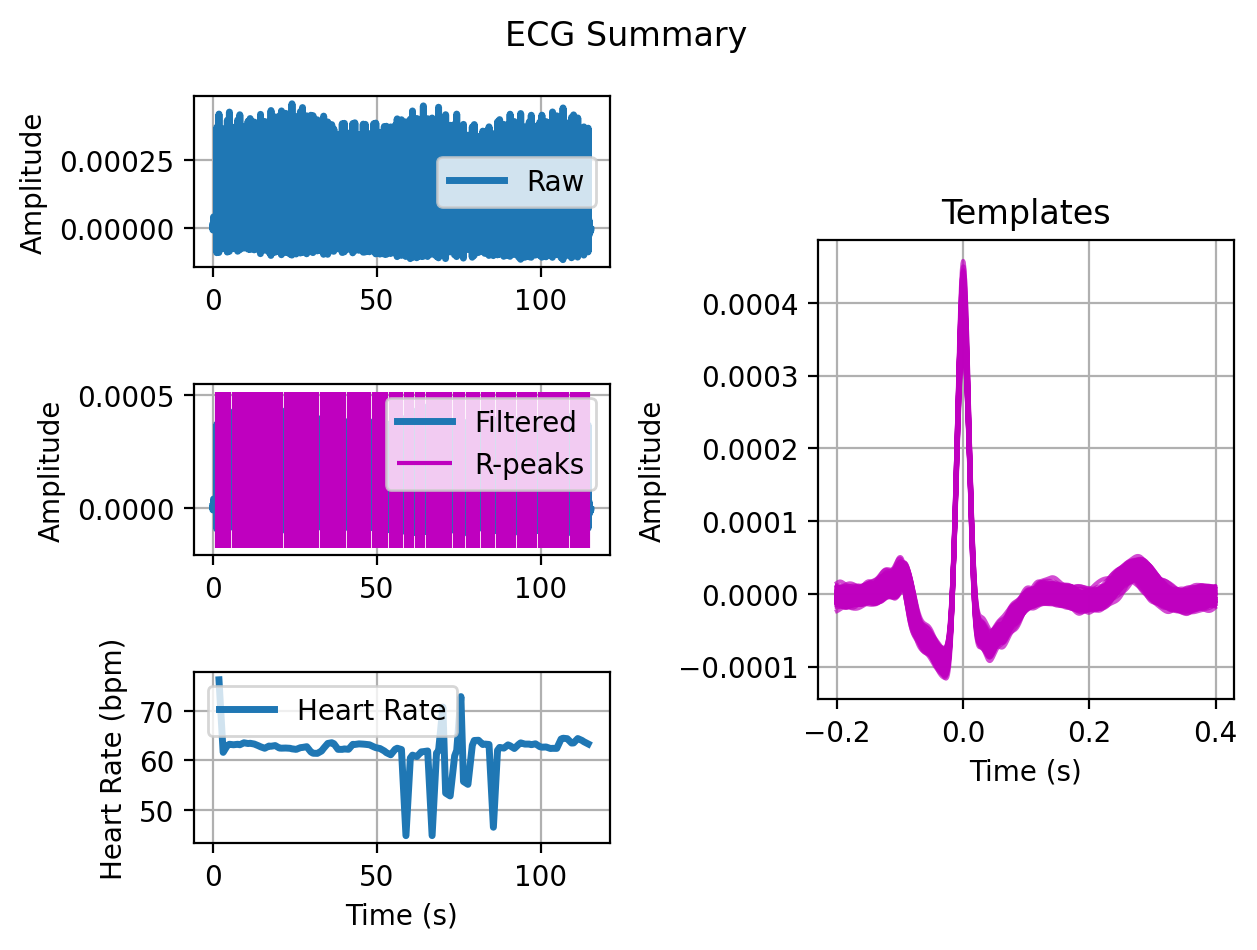 ECG Summary
Amplitude
0.00025
0.00000
Raw
0
50
100
Amplitude
0.0005
0.0000
Filtered
R-peaks
0
50
100
Heart Rate (bpm)
70
60
50
Heart Rate
0
50
100
Time (s)
Templates
Amplitude
0.0004
0.0003
0.0002
0.0001
0.0000
−0.0001
−0.2
0.0
0.2
0.4
Time (s)